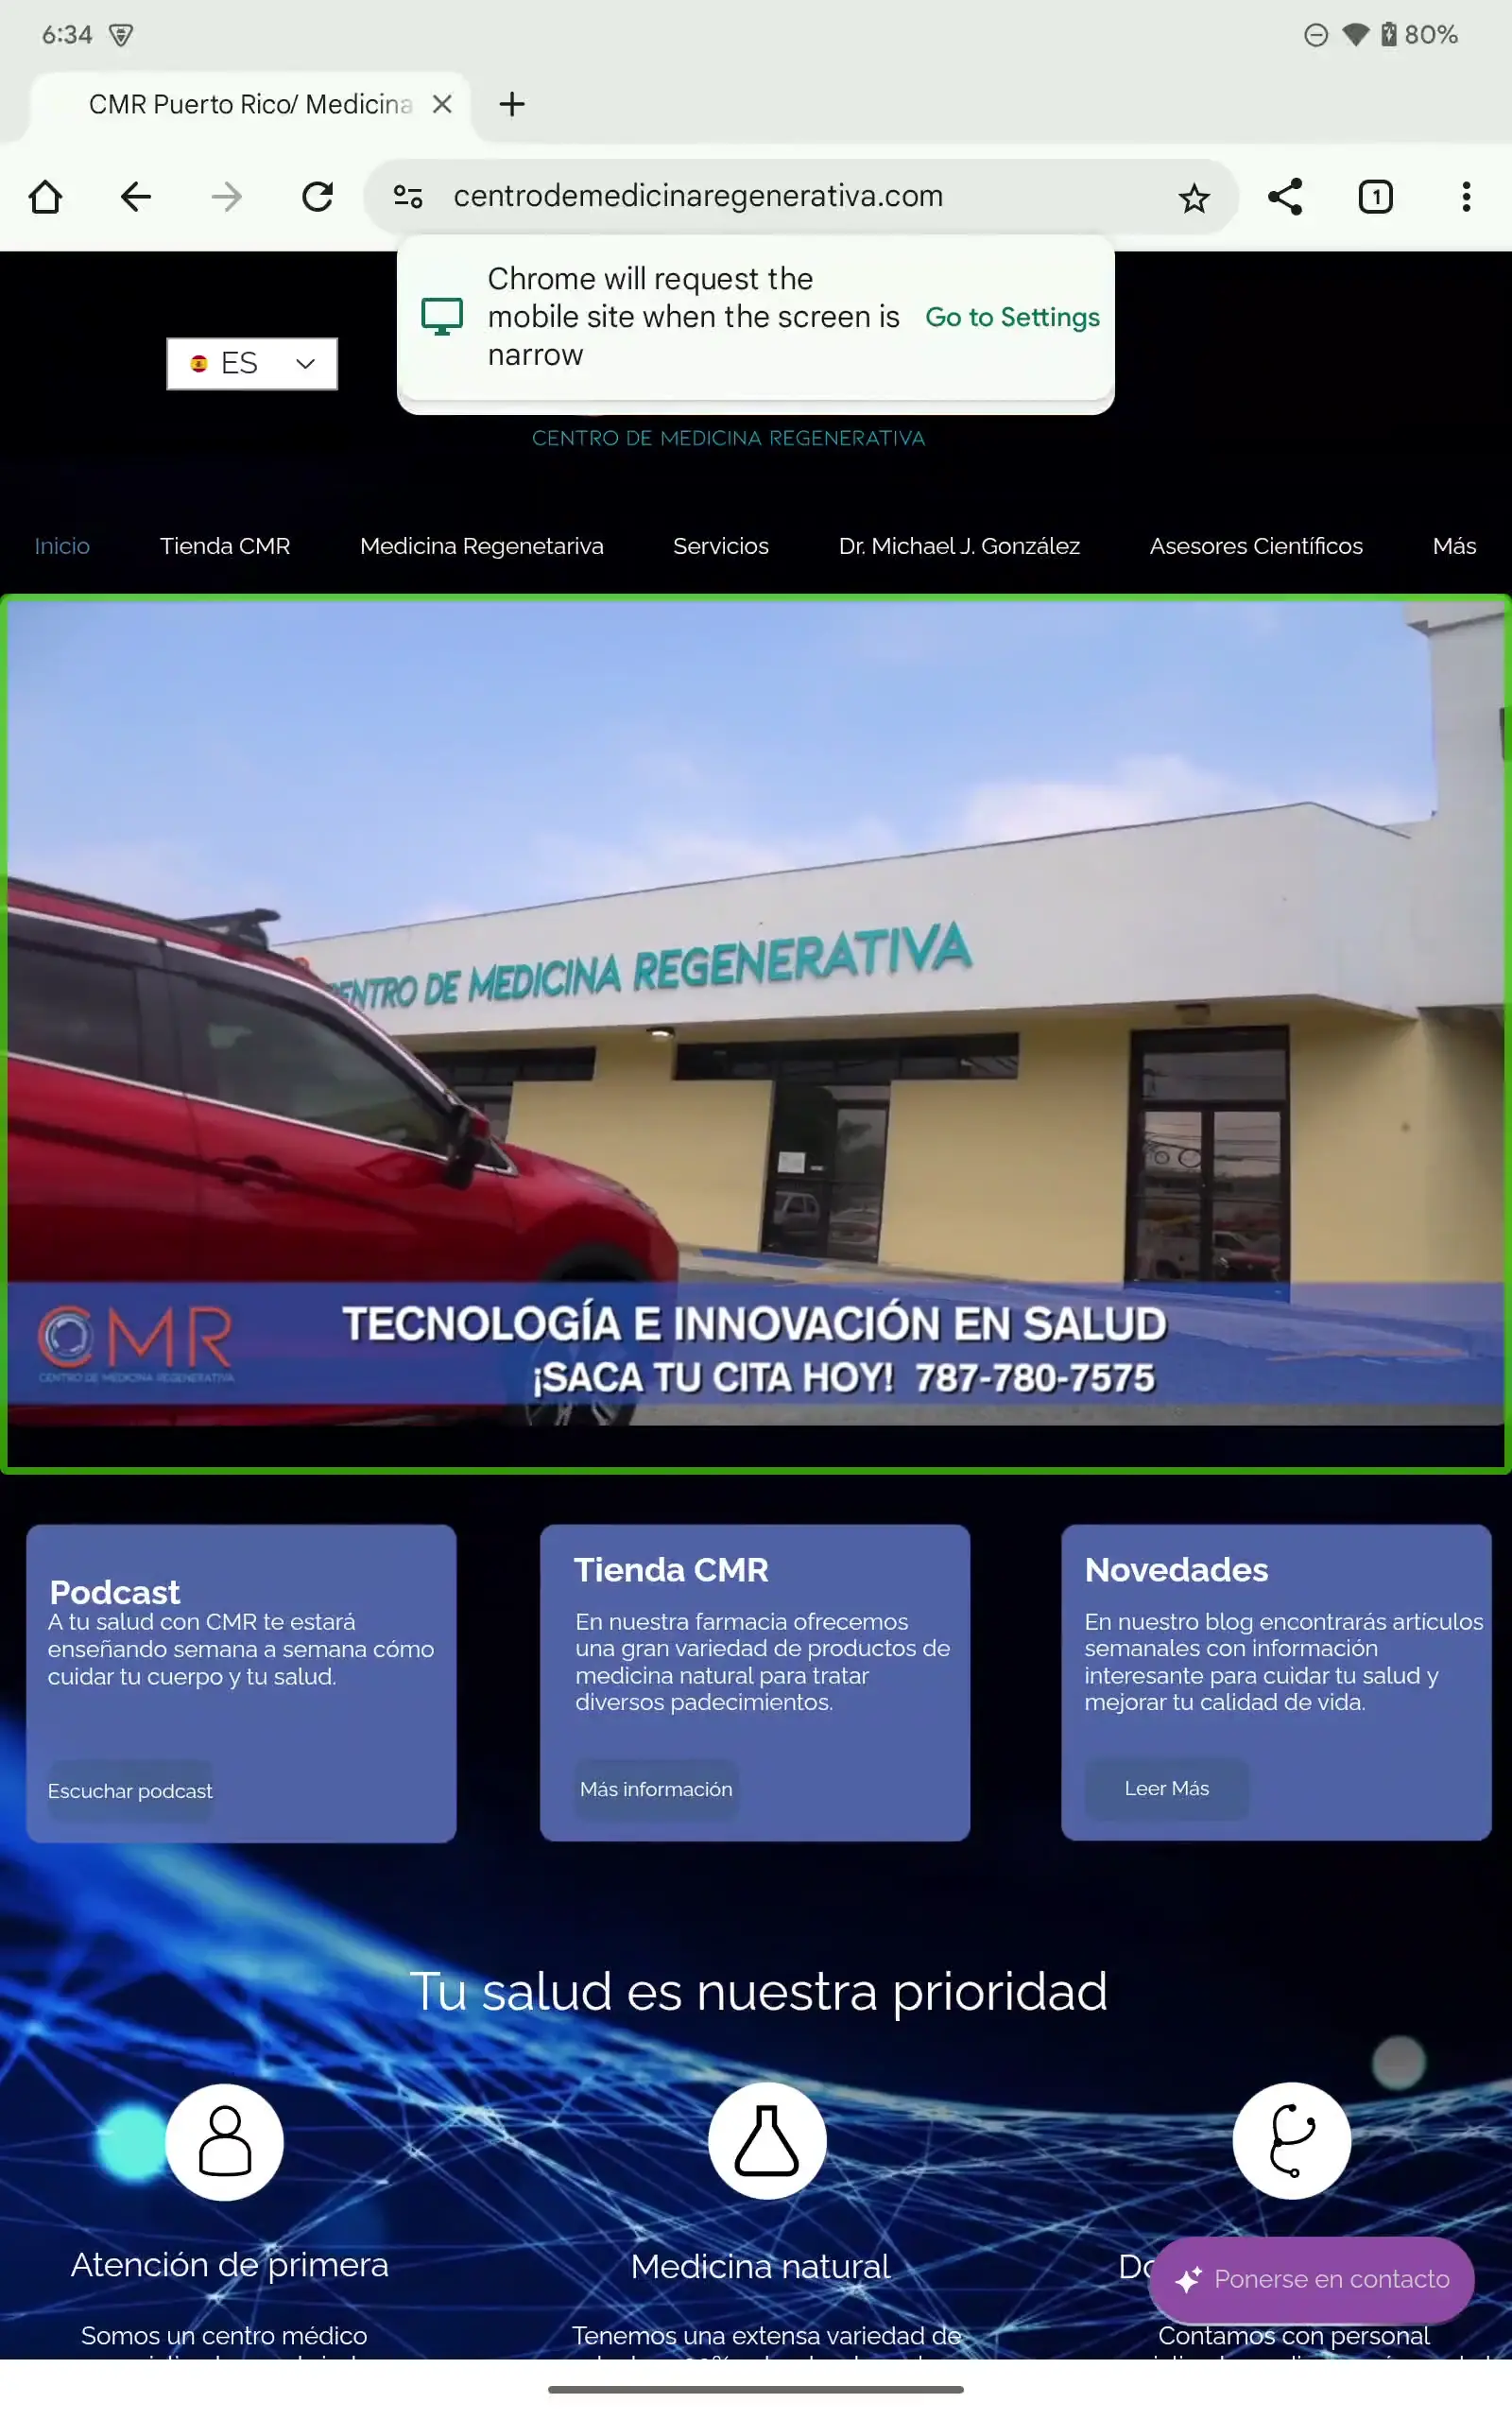 6:34
80%
CMR Puerto Rico/ Medicina
centrodemedicinaregenerativa.com
1
Chrome will request the
mobile site when the screen is
narrow
Go to Settings
ES
CENTRO DE MEDICINA REGENERATIVA
Inicio
Tienda CMR
Medicina Regenetariva
Servicios
Dr. Michael J. González
Asesores Científicos
Más
CENTRO DE MEDICINA REGENERATIVA
CMR
CENTRO DE MEDICINA REGENERATIVA
TECNOLOGÍA E INNOVACIÓN EN SALUD
¡SACA TU CITA HOY! 787-780-7575
Podcast
A tu salud con CMR te estará
enseñando semana a semana cómo
cuidar tu cuerpo y tu salud.
Escuchar podcast
Tienda CMR
En nuestra farmacia ofrecemos
una gran variedad de productos de
medicina natural para tratar
diversos padecimientos.
Más información
Novedades
En nuestro blog encontrarás artículos
semanales con información
interesante para cuidar tu salud y
mejorar tu calidad de vida.
Leer Más
Tu salud es nuestra prioridad
Atención de primera
Somos un centro médico
Medicina natural
Tenemos una extensa variedad de
Ponerse en contacto
Contamos con personal